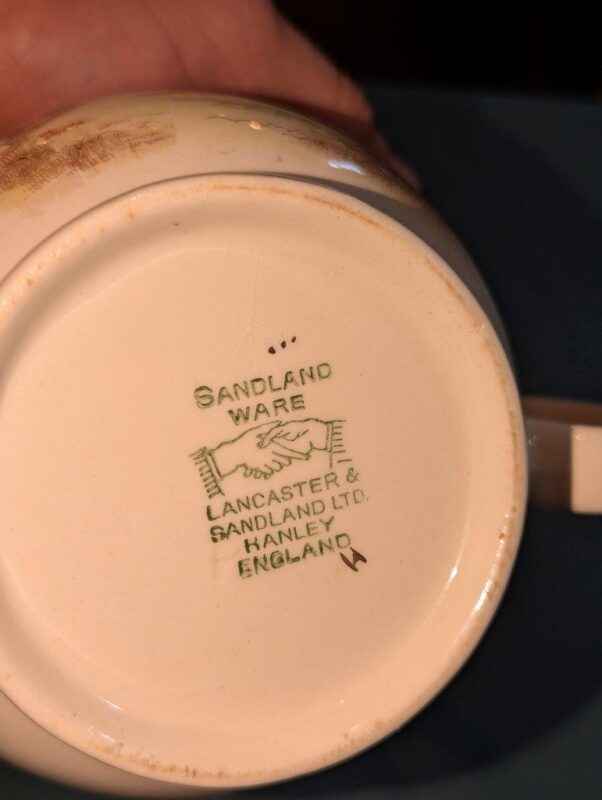 SANDLAND
WARE
LANCASTER &
SANDLAND LTD.
HANLEY
ENGLAND
H